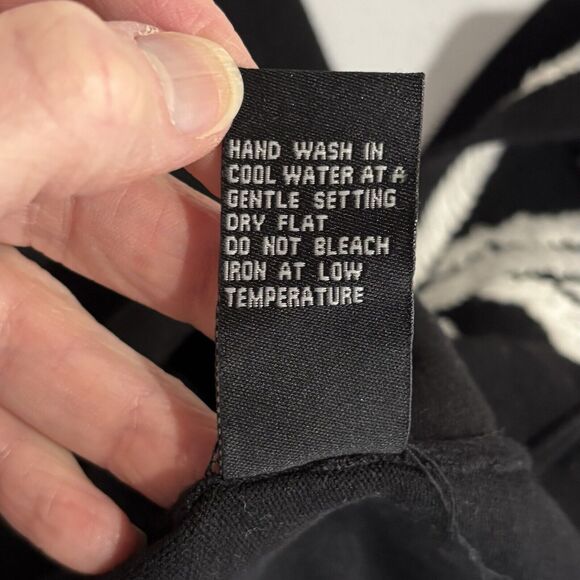 HAND WASH IN
COOL WATER AT A
GENTLE SETTING
DRY FLAT
DO NOT BLEACH
IRON AT LOW
TEMPERATURE